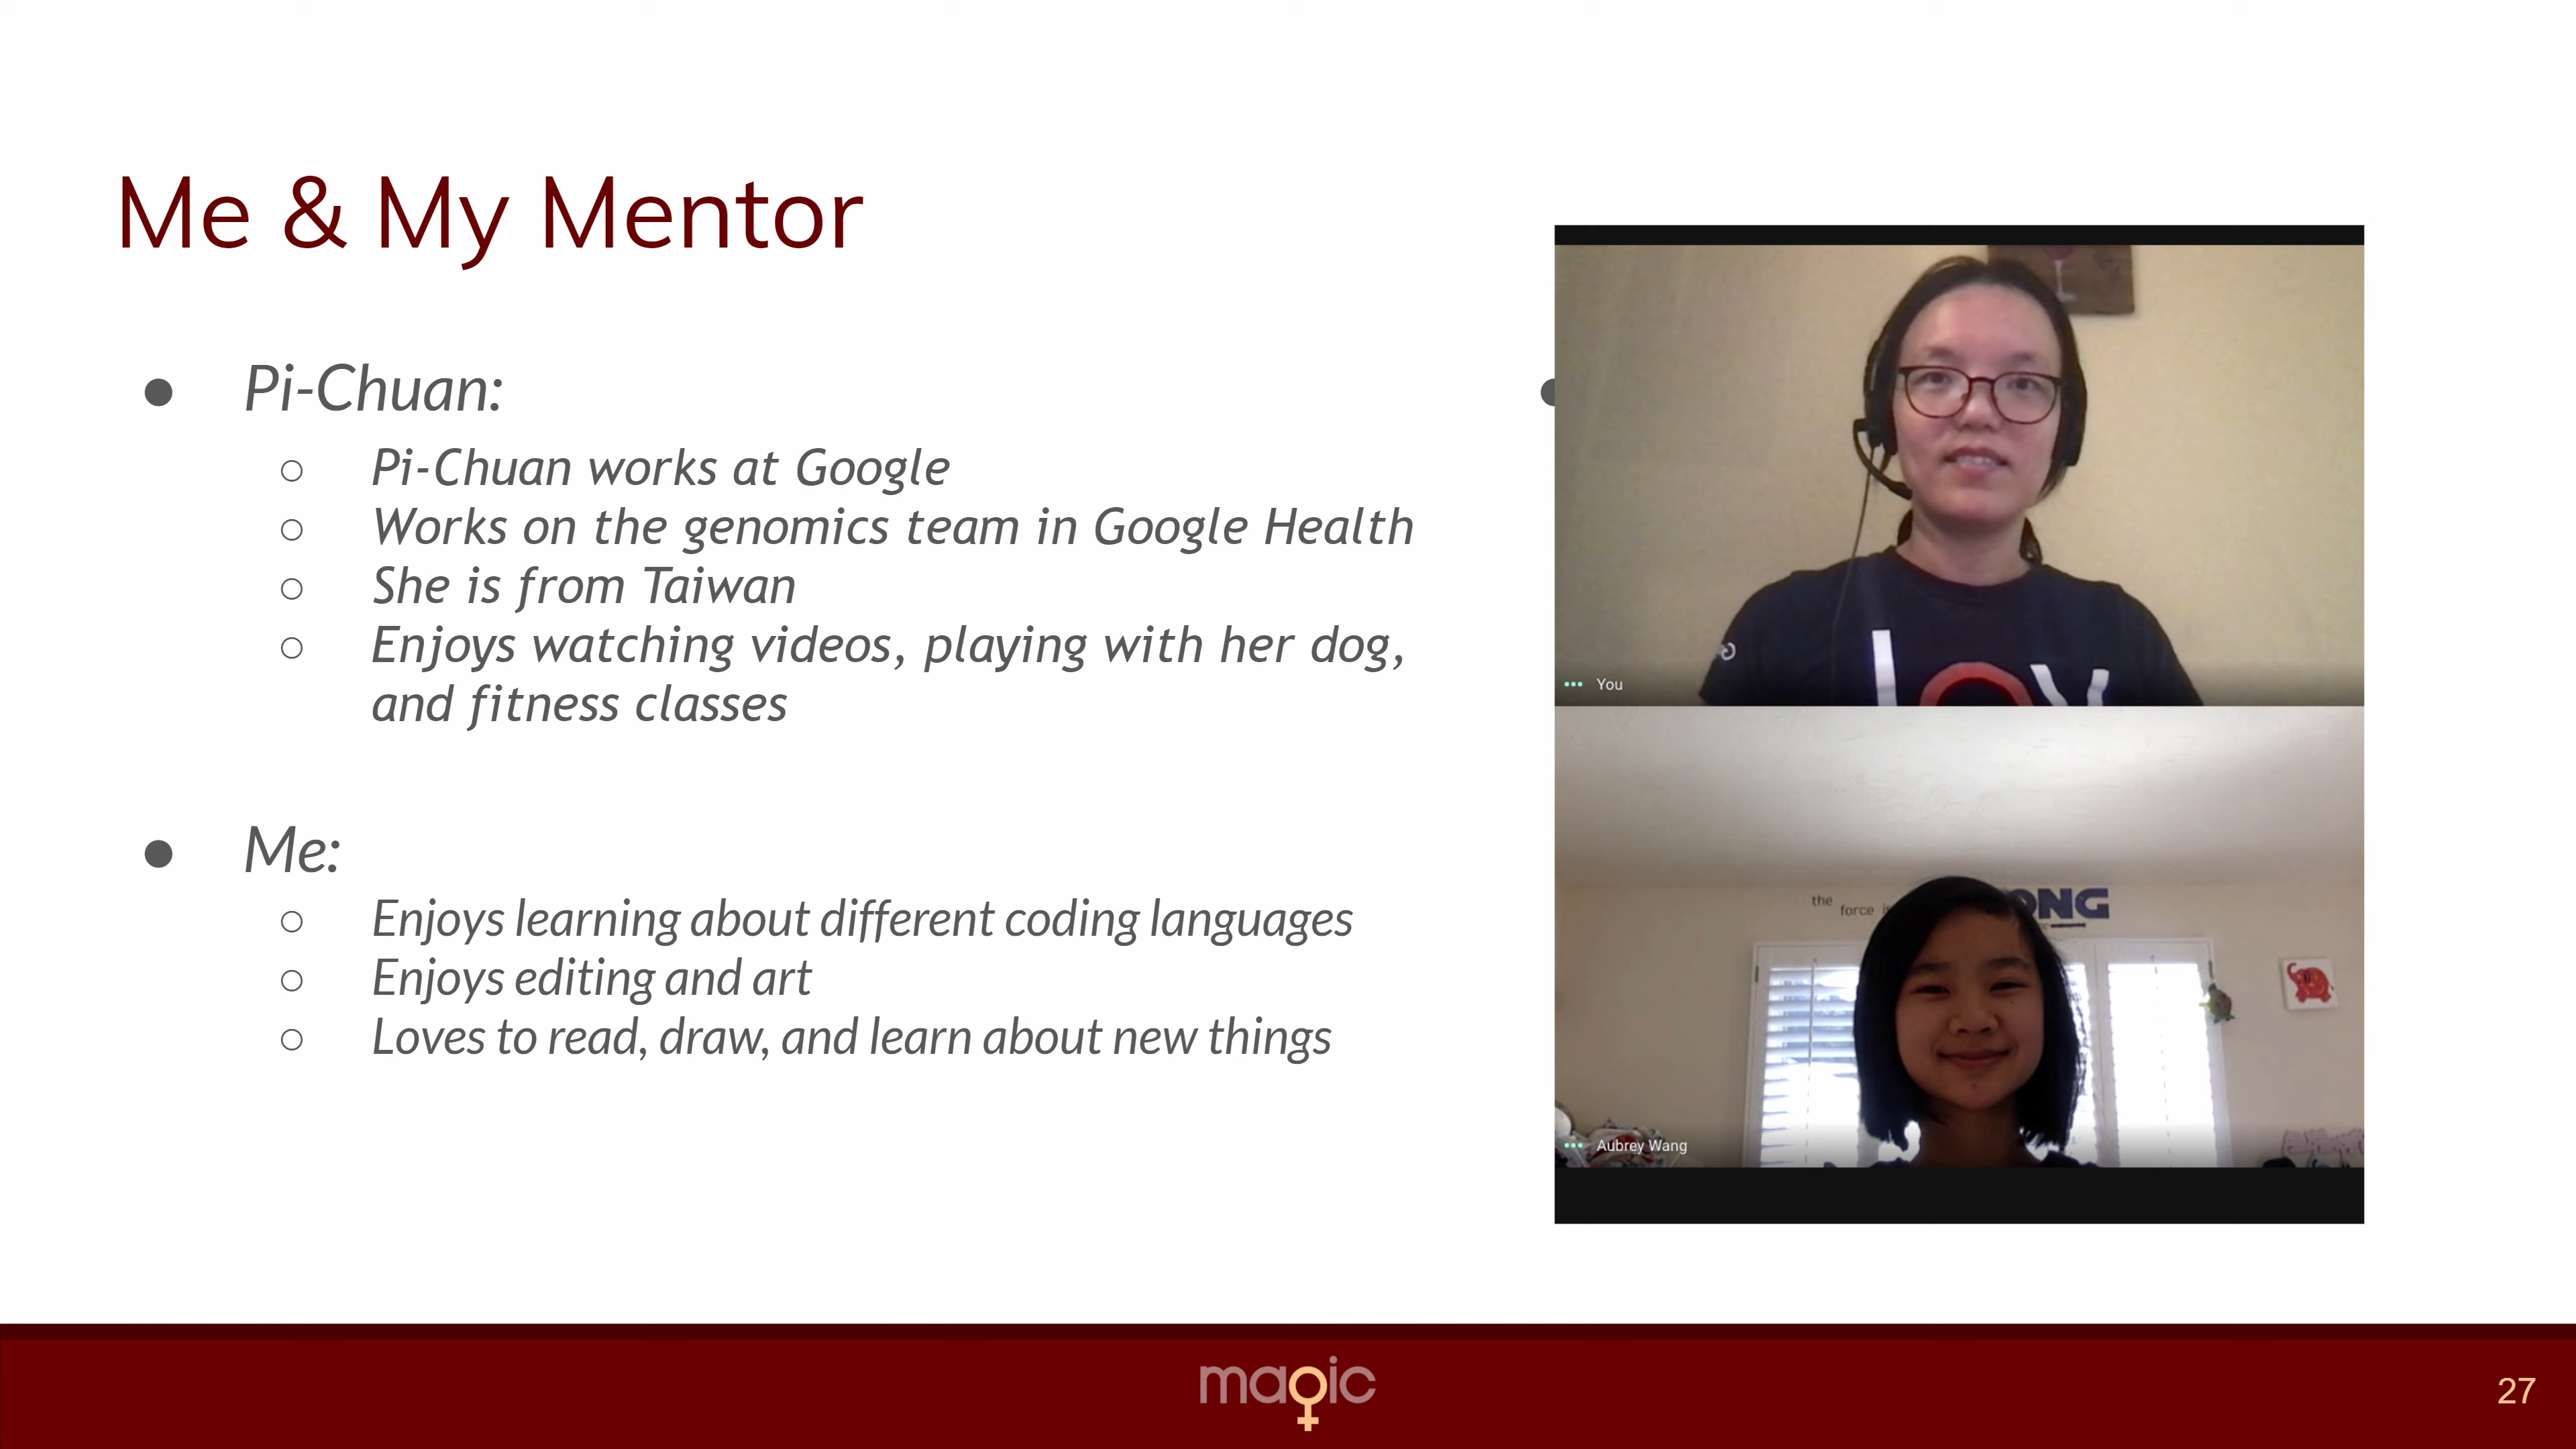 Me & My Mentor
Pi-Chuan:
Pi-Chuan works at Google
Works on the genomics team in Google Health
She is from Taiwan
Enjoys watching videos, playing with her dog,
and fitness classes
Me:
Enjoys learning about different coding languages
Enjoys editing and art
Loves to read, draw, and learn about new things
You
the
force
ONG
Aubrey Wang
magic
27